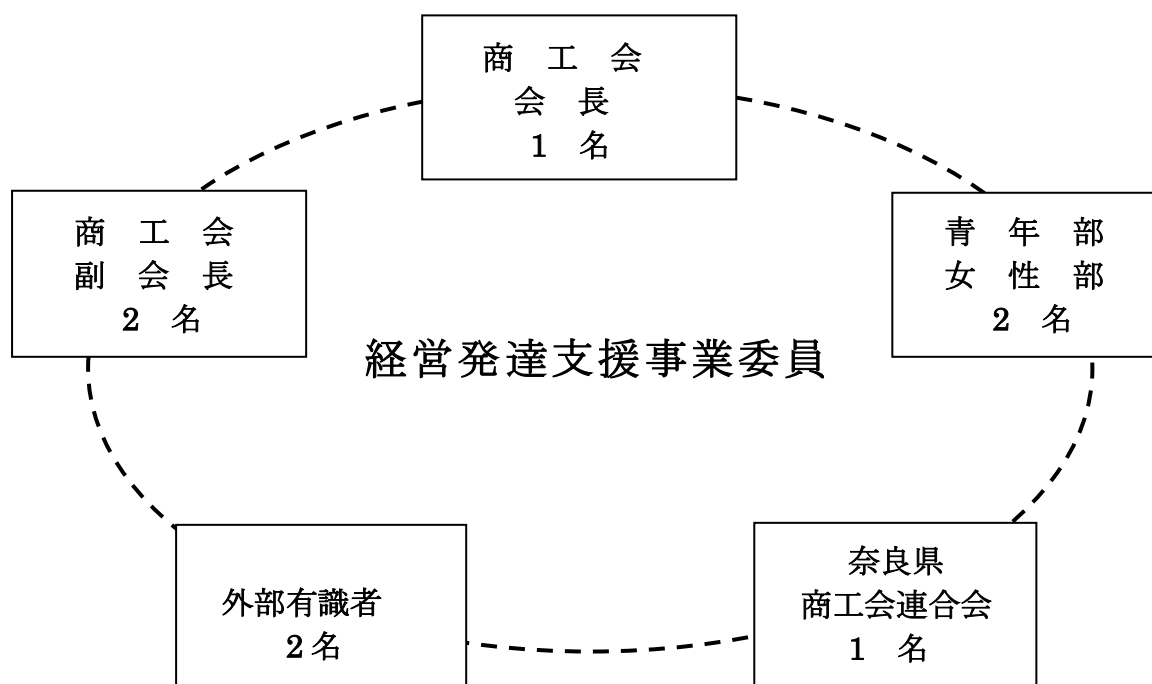 商　工　会
会　長
1　名
商　工　会
副　会　長
2　名
青　年　部
女　性　部
2　名
経営発達支援事業委員
外部有識者
2 名
奈良県
商工会連合会
1　名